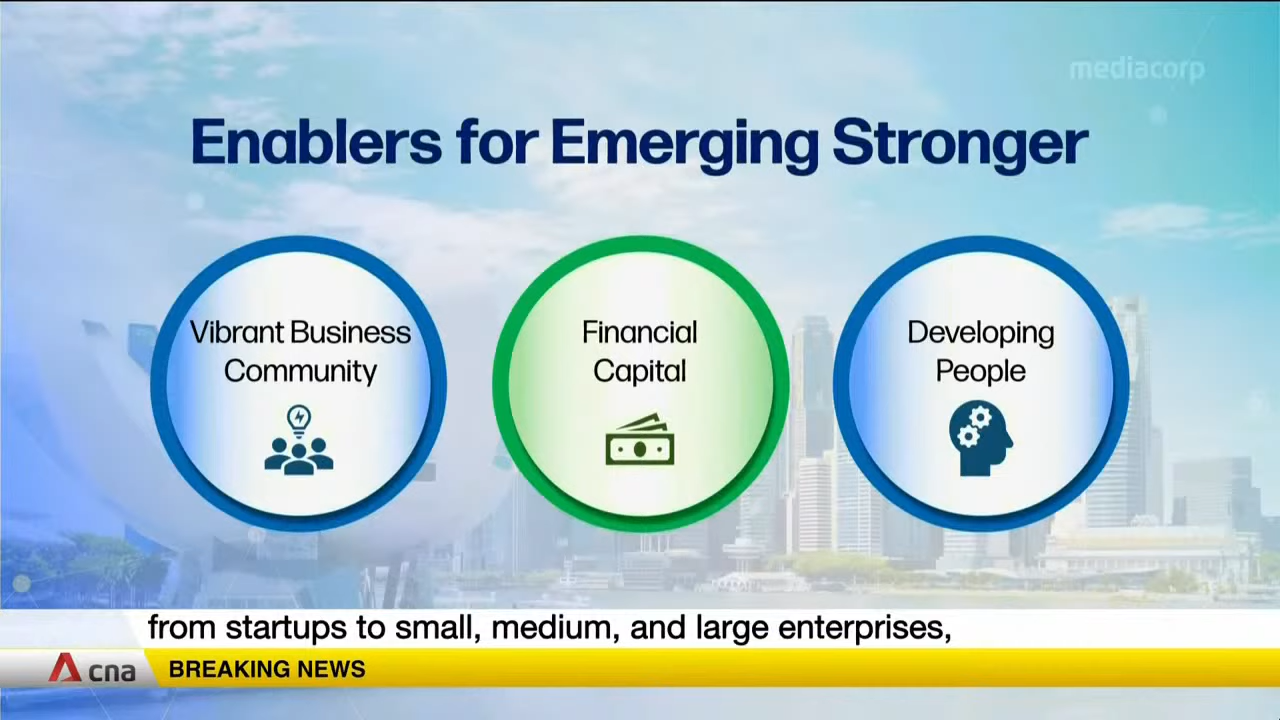 mediacorp
Enablers for Emerging Stronger
Vibrant Business
Community
Financial
Capital
Developing
People
from startups to small, medium, and large enterprises,
cna
BREAKING NEWS